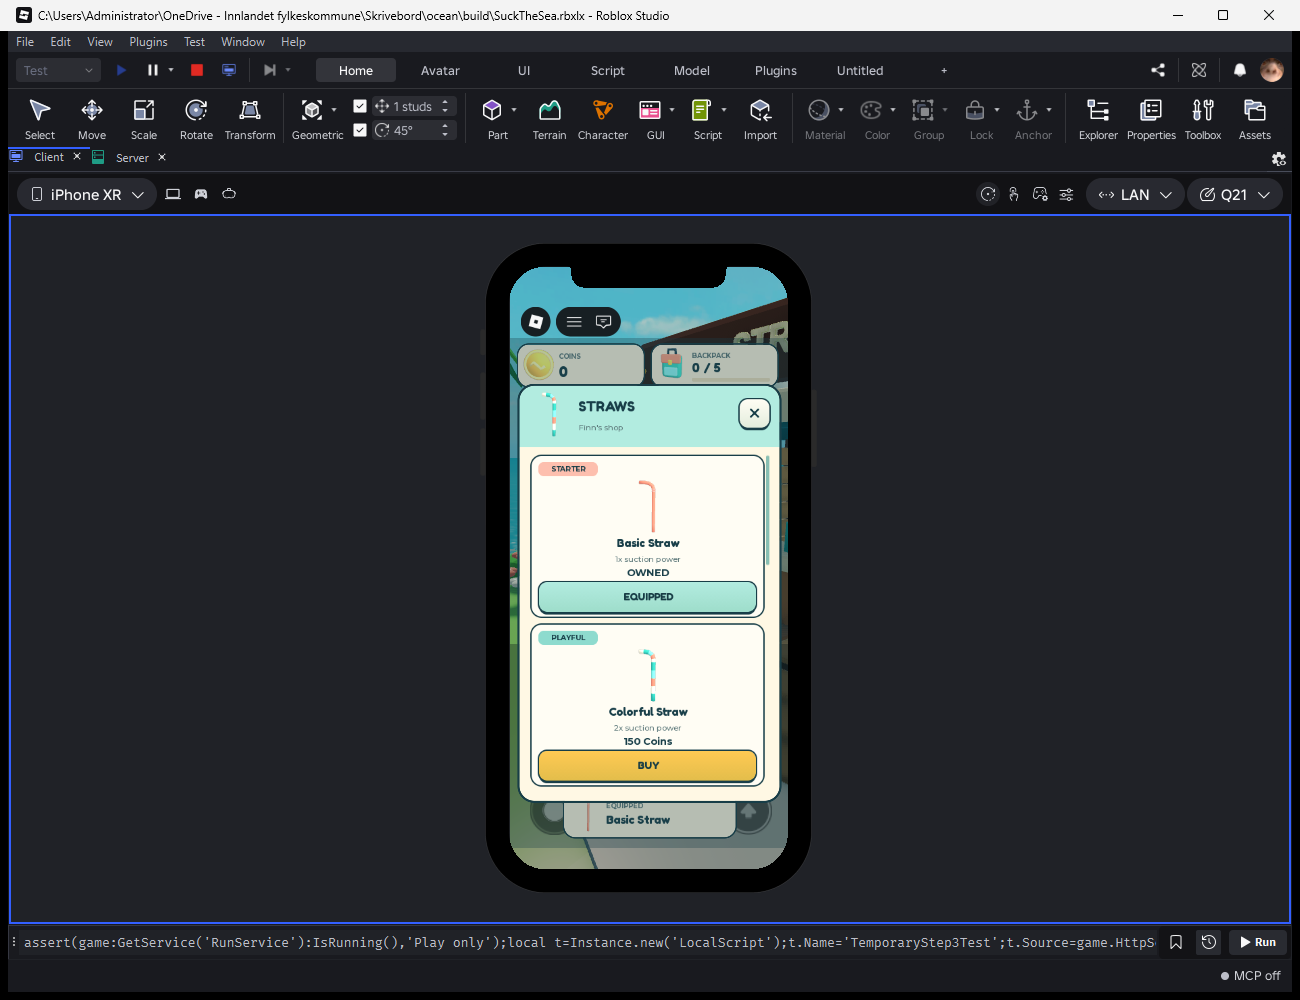 C:\Users\Administrator\OneDrive - Innlandet fylkeskommune\Skrivebord\ocean\build\SuckTheSea.rbxlx - Roblox Studio
File Edit View Plugins Test Window Help
Test Home Avatar UI Script Model Plugins Untitled +
1 studs
45°
Select Move Scale Rotate Transform Geometric Part Terrain Character GUI Script Import Material Color Group Lock Anchor Explorer Properties Toolbox Assets
Client Server
iPhone XR LAN Q21
STR
COINS
0
BACKPACK
0 / 5
STRAWS
Finn's shop
STARTER
Basic Straw
1x suction power
OWNED
EQUIPPED
PLAYFUL
Colorful Straw
2x suction power
150 Coins
BUY
EQUIPPED
Basic Straw
assert(game:GetService('RunService'):IsRunning(),'Play only');local t=Instance.new('LocalScript');t.Name='TemporaryStep3Test';t.Source=game.HttpS
Run
MCP off